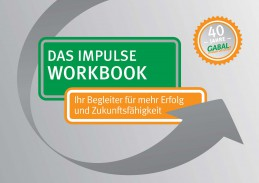 DAS IMPULSE
WORKBOOK
Ihr Begleiter für mehr Erfolg
und Zukunftsfähigkeit
40
JAHRE
GABAL